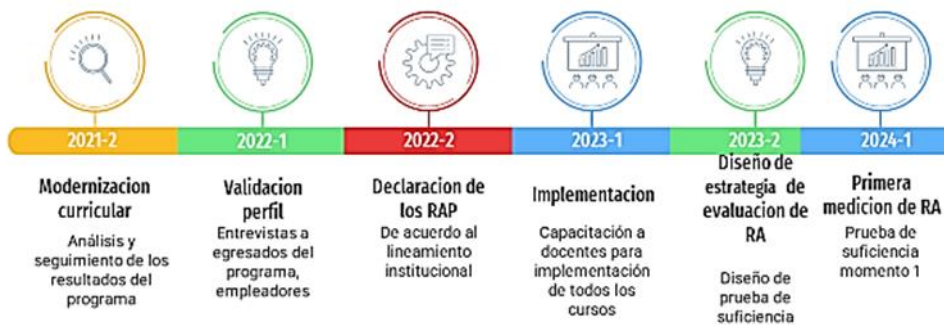 2021-2
2022-1
2022-2
2023-1
2023-2
2024-1
Modernizacion
curricular
Análisis y
seguimiento de los
resultados del
programa
Validacion
perfil
Entrevistas a
egresados del
programa,
empleadores
Declaracion de
los RAP
De acuerdo al
lineamiento
institucional
Implementacion
Capacitación a
docentes para
implementación
de todos los
cursos
Diseño de
estrategia de
evaluacion de
RA
Diseño de
prueba de
suficiencia
Primera
medicion de RA
Prueba de
suficiencia
momento 1